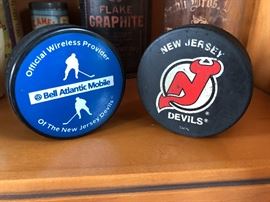 FLAKE
GRAPHITE
Official Wireless Provider
Bell Atlantic Mobile
Of The New Jersey Devils
NEW JERSEY
DEVILS